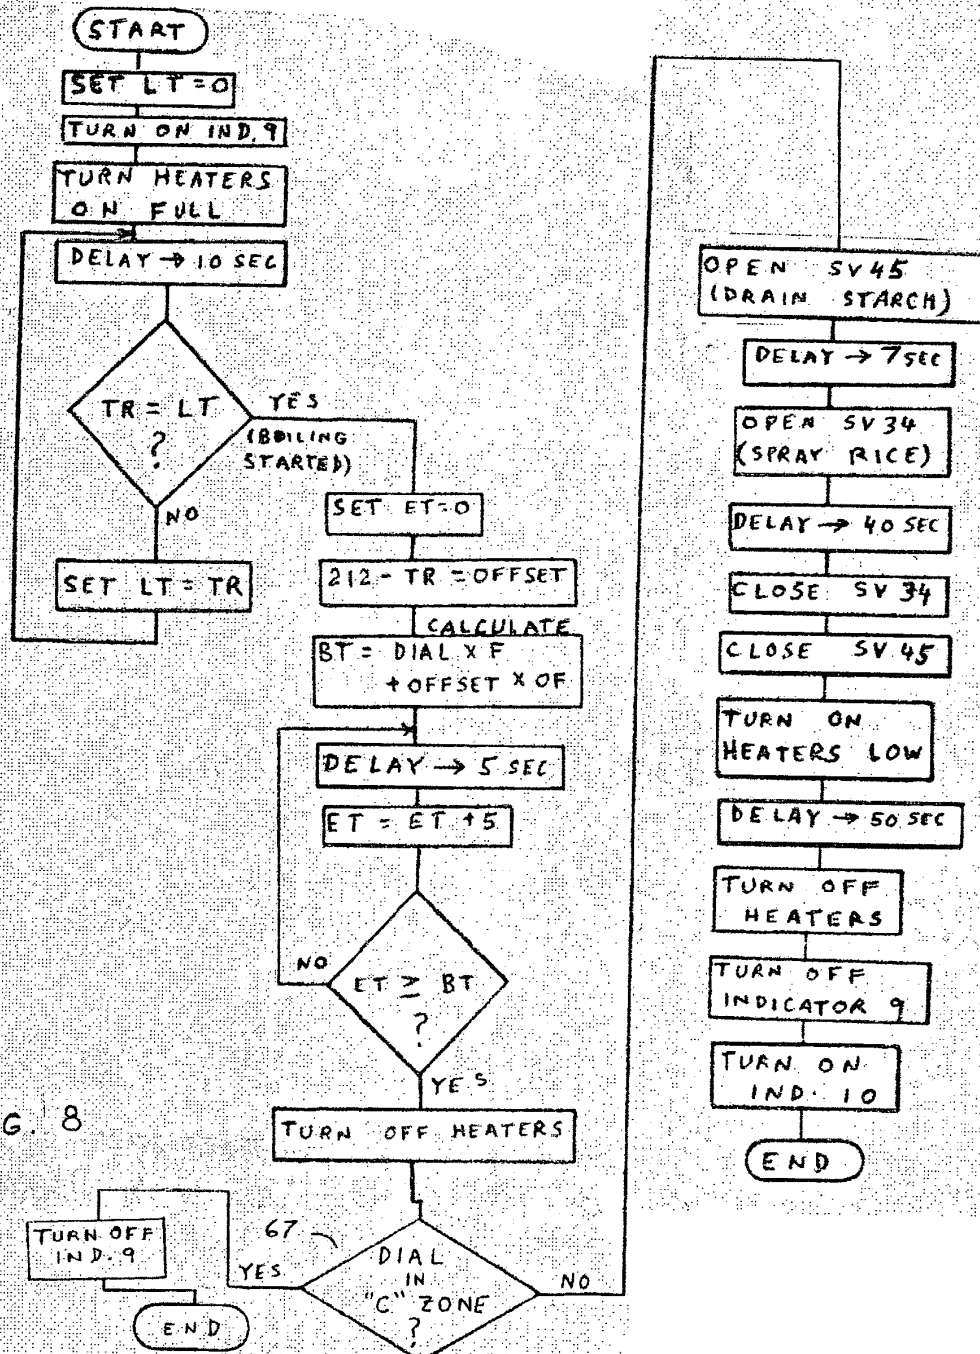 START
SET LT = 0
TURN ON IND. 9
TURN HEATERS
ON FULL
DELAY → 10 SEC
TR = LT
?
YES
(BOILING
STARTED)
NO
SET LT = TR
SET ET=0
212 - TR = OFFSET
CALCULATE
BT = DIAL X F
+ OFFSET X OF
DELAY → 5 SEC
ET = ET +5
NO
ET ≥ BT
?
YES
G. 8
TURN OFF HEATERS
67
DIAL
IN
"C" ZONE
?
YES
TURN OFF
IND. 9
END
NO
OPEN SV45
(DRAIN STARCH)
DELAY → 7 SEC
OPEN SV34
(SPRAY RICE)
DELAY → 40 SEC
CLOSE SV 34
CLOSE SV 45
TURN ON
HEATERS LOW
DELAY → 50 SEC
TURN OFF
HEATERS
TURN OFF
INDICATOR 9
TURN ON
IND. 10
END